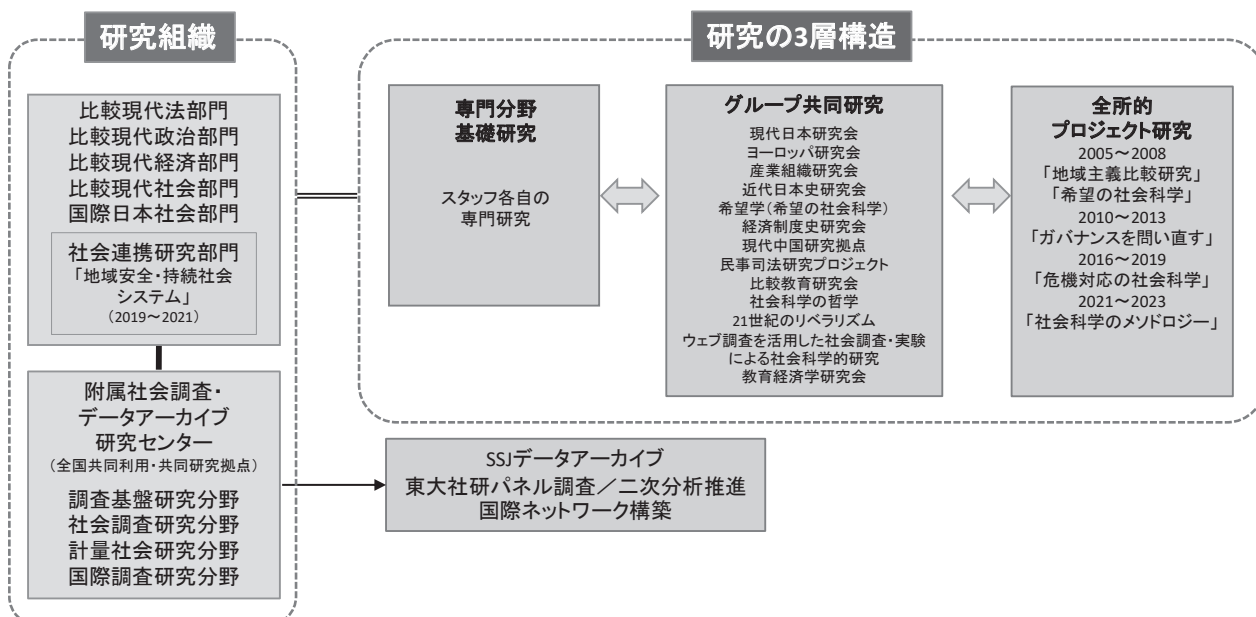 研究組織
比較現代法部門
比較現代政治部門
比較現代経済部門
比較現代社会部門
国際日本社会部門
社会連携研究部門
「地域安全・持続社会
システム」
（2019～2021）
附属社会調査・
データアーカイブ
研究センター
（全国共同利用・共同研究拠点）
調査基盤研究分野
社会調査研究分野
計量社会研究分野
国際調査研究分野
研究の3層構造
専門分野
基礎研究
スタッフ各自の
専門研究
グループ共同研究
現代日本研究会
ヨーロッパ研究会
産業組織研究会
近代日本史研究会
希望学（希望の社会科学）
経済制度史研究会
現代中国研究拠点
民事司法研究プロジェクト
比較教育研究会
社会科学の哲学
21世紀のリベラリズム
ウェブ調査を活用した社会調査・実験
による社会科学的研究
教育経済学研究会
全所的
プロジェクト研究
2005～2008
「地域主義比較研究」
「希望の社会科学」
2010～2013
「ガバナンスを問い直す」
2016～2019
「危機対応の社会科学」
2021～2023
「社会科学のメソドロジー」
SSJデータアーカイブ
東大社研パネル調査／二次分析推進
国際ネットワーク構築